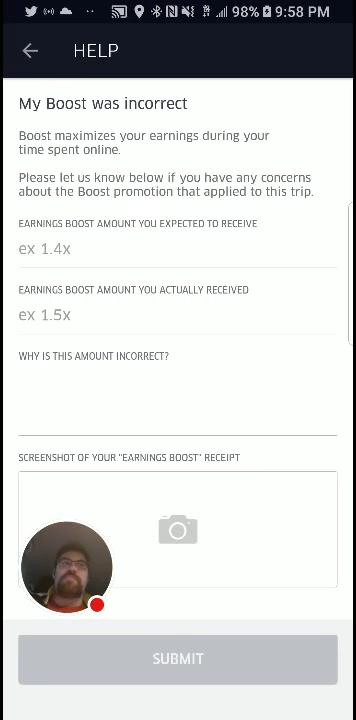 98% 9:58 PM
HELP
My Boost was incorrect
Boost maximizes your earnings during your
time spent online.
Please let us know below if you have any concerns
about the Boost promotion that applied to this trip.
EARNINGS BOOST AMOUNT YOU EXPECTED TO RECEIVE
ex 1.4x
EARNINGS BOOST AMOUNT YOU ACTUALLY RECEIVED
ex 1.5x
WHY IS THIS AMOUNT INCORRECT?
SCREENSHOT OF YOUR "EARNINGS BOOST" RECEIPT
SUBMIT